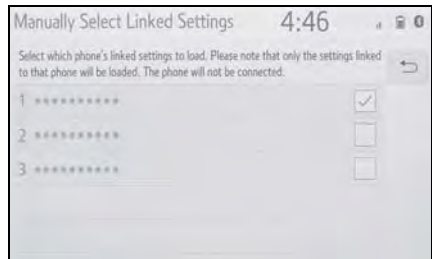 Manually Select Linked Settings 4:46 0
Select which phone's linked settings to load. Please note that only the settings linked
to that phone will be loaded. The phone will not be connected.
1 **********
2 **********
3 **********